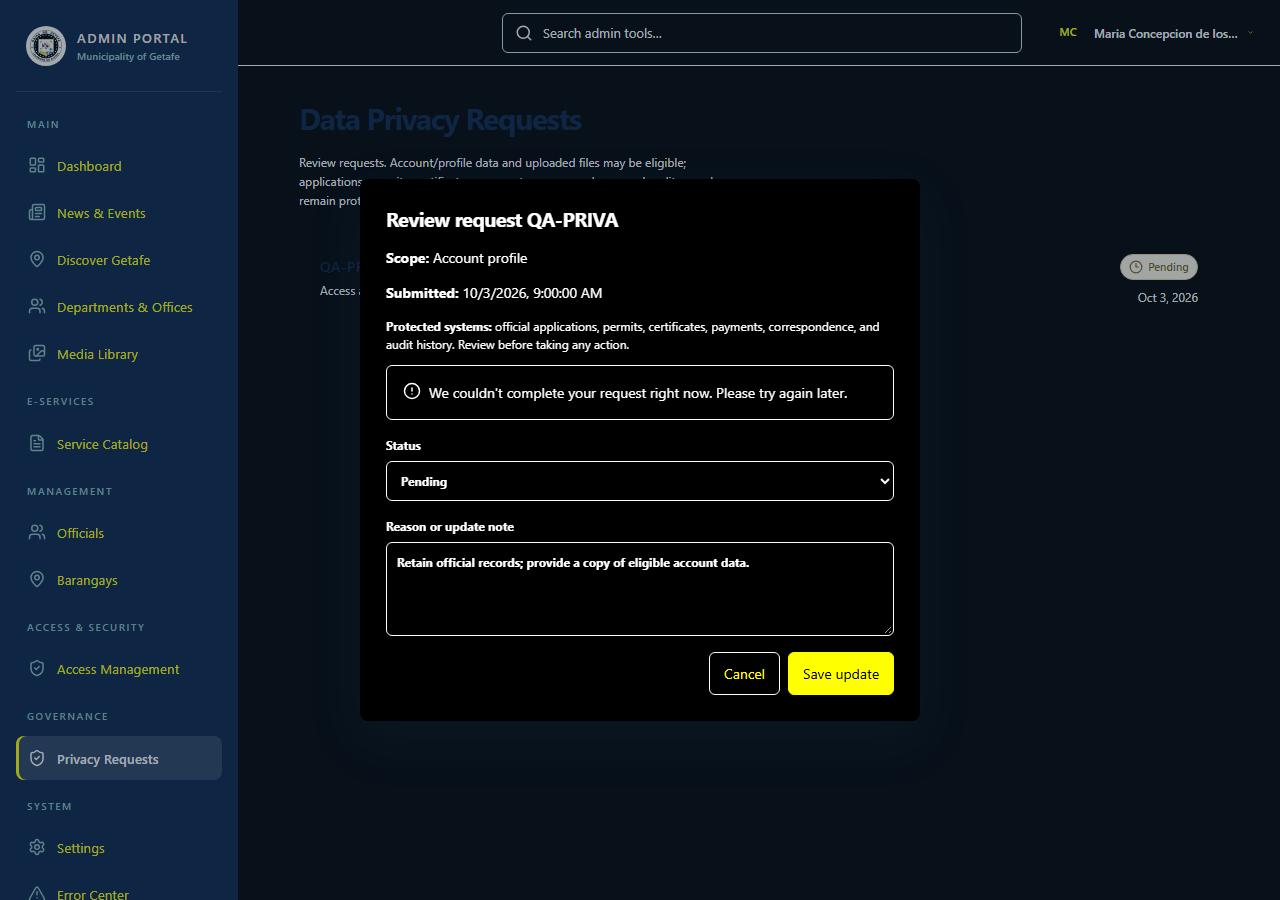 ADMIN PORTAL
Municipality of Getafe
Search admin tools...
MC
Maria Concepcion de los...
MAIN
Dashboard
News & Events
Discover Getafe
Departments & Offices
Media Library
E-SERVICES
Service Catalog
MANAGEMENT
Officials
Barangays
ACCESS & SECURITY
Access Management
GOVERNANCE
Privacy Requests
SYSTEM
Settings
Error Center
Data Privacy Requests
Review requests. Account/profile data and uploaded files may be eligible;
applications
remain
QA-PR
Access
Pending
Oct 3, 2026
Review request QA-PRIVA
Scope: Account profile
Submitted: 10/3/2026, 9:00:00 AM
Protected systems: official applications, permits, certificates, payments, correspondence, and
audit history. Review before taking any action.
We couldn't complete your request right now. Please try again later.
Status
Pending
Reason or update note
Retain official records; provide a copy of eligible account data.
Cancel
Save update